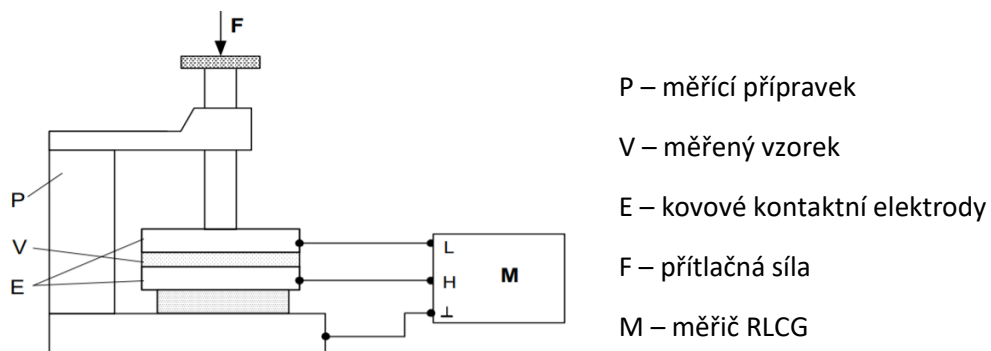 F
P – měřící přípravek
V – měřený vzorek
P
E – kovové kontaktní elektrody
V
L
E
H
M
F – přítlačná síla
⊥
M – měřič RLCG